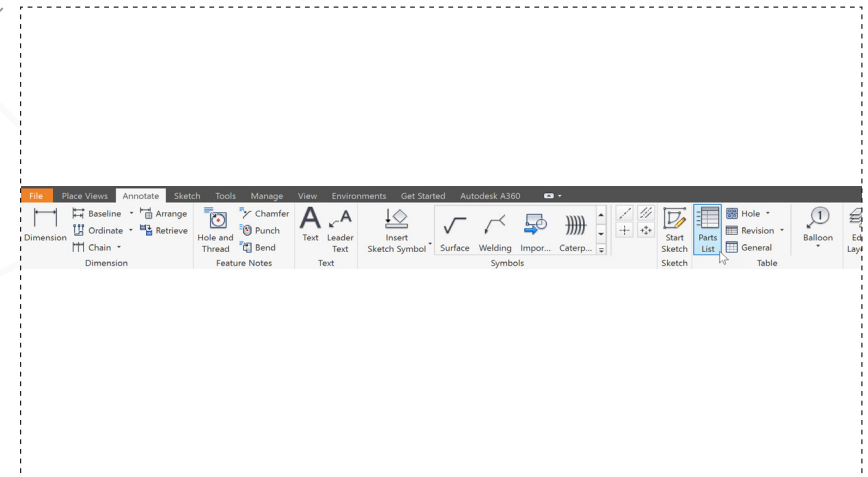 File Place Views Annotate Sketch Tools Manage View Environments Get Started Autodesk A360
Baseline Arrange Chamfer Hole
Ordinate Retrieve Punch Revision
Dimension Hole and Thread Text Leader Text Insert Sketch Symbol Surface Welding Impor... Caterp... Start Sketch Parts List Balloon
Chain Bend General
Dimension Feature Notes Text Symbols Sketch Table
1